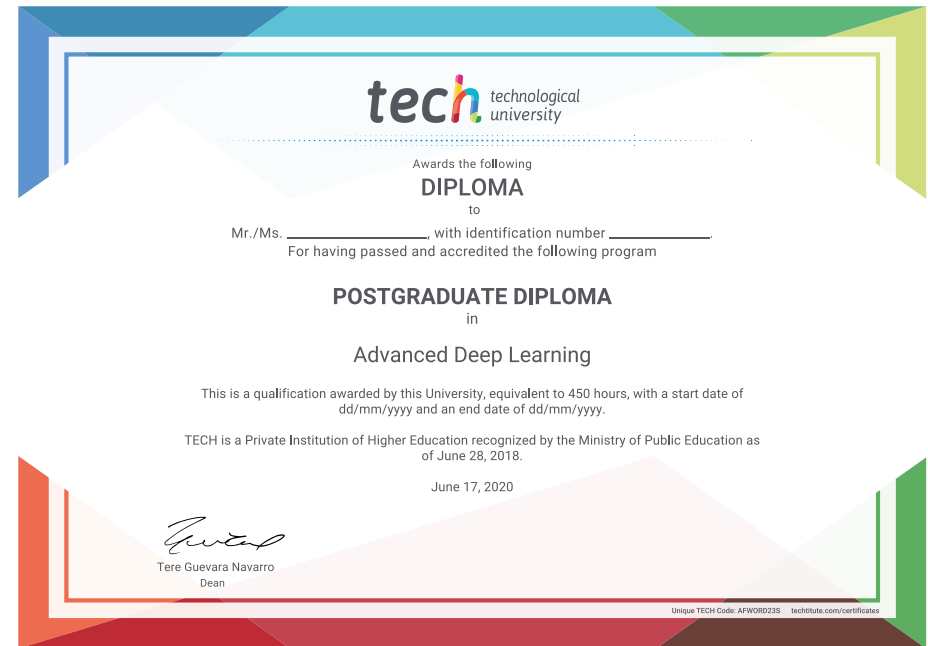 tech technological
university
Awards the following
DIPLOMA
to
Mr./Ms. ____________________, with identification number ______________.
For having passed and accredited the following program
POSTGRADUATE DIPLOMA
in
Advanced Deep Learning
This is a qualification awarded by this University, equivalent to 450 hours, with a start date of
dd/mm/yyyy and an end date of dd/mm/yyyy.
TECH is a Private Institution of Higher Education recognized by the Ministry of Public Education as
of June 28, 2018.
June 17, 2020
Tere Guevara Navarro
Dean
Unique TECH Code: AFWORD23S techtitute.com/certificates